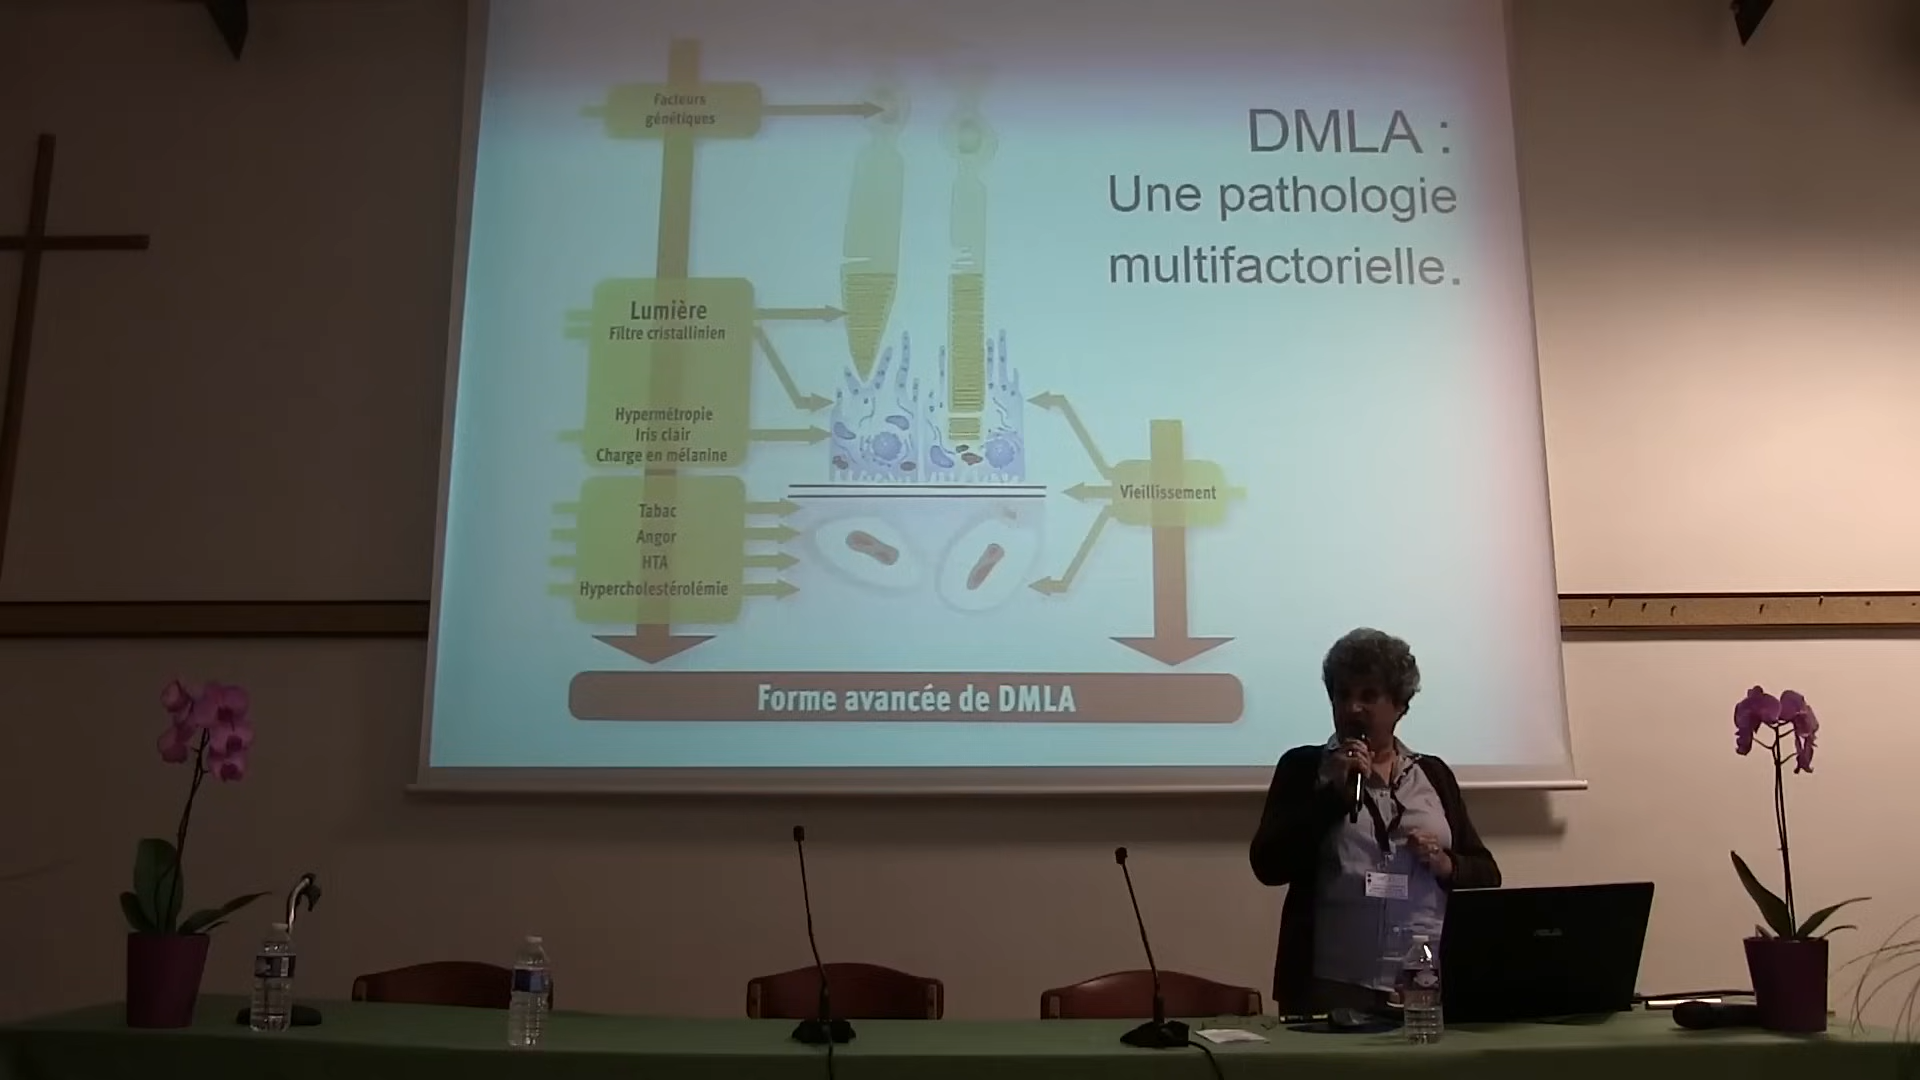 DMLA :
Une pathologie
multifactorielle.
Facteurs
génétiques
Lumière
Filtre cristallinien
Hypermétropie
Iris clair
Charge en mélanine
Tabac
Angor
HTA
Hypercholestérolémie
Vieillissement
Forme avancée de DMLA
ASUS